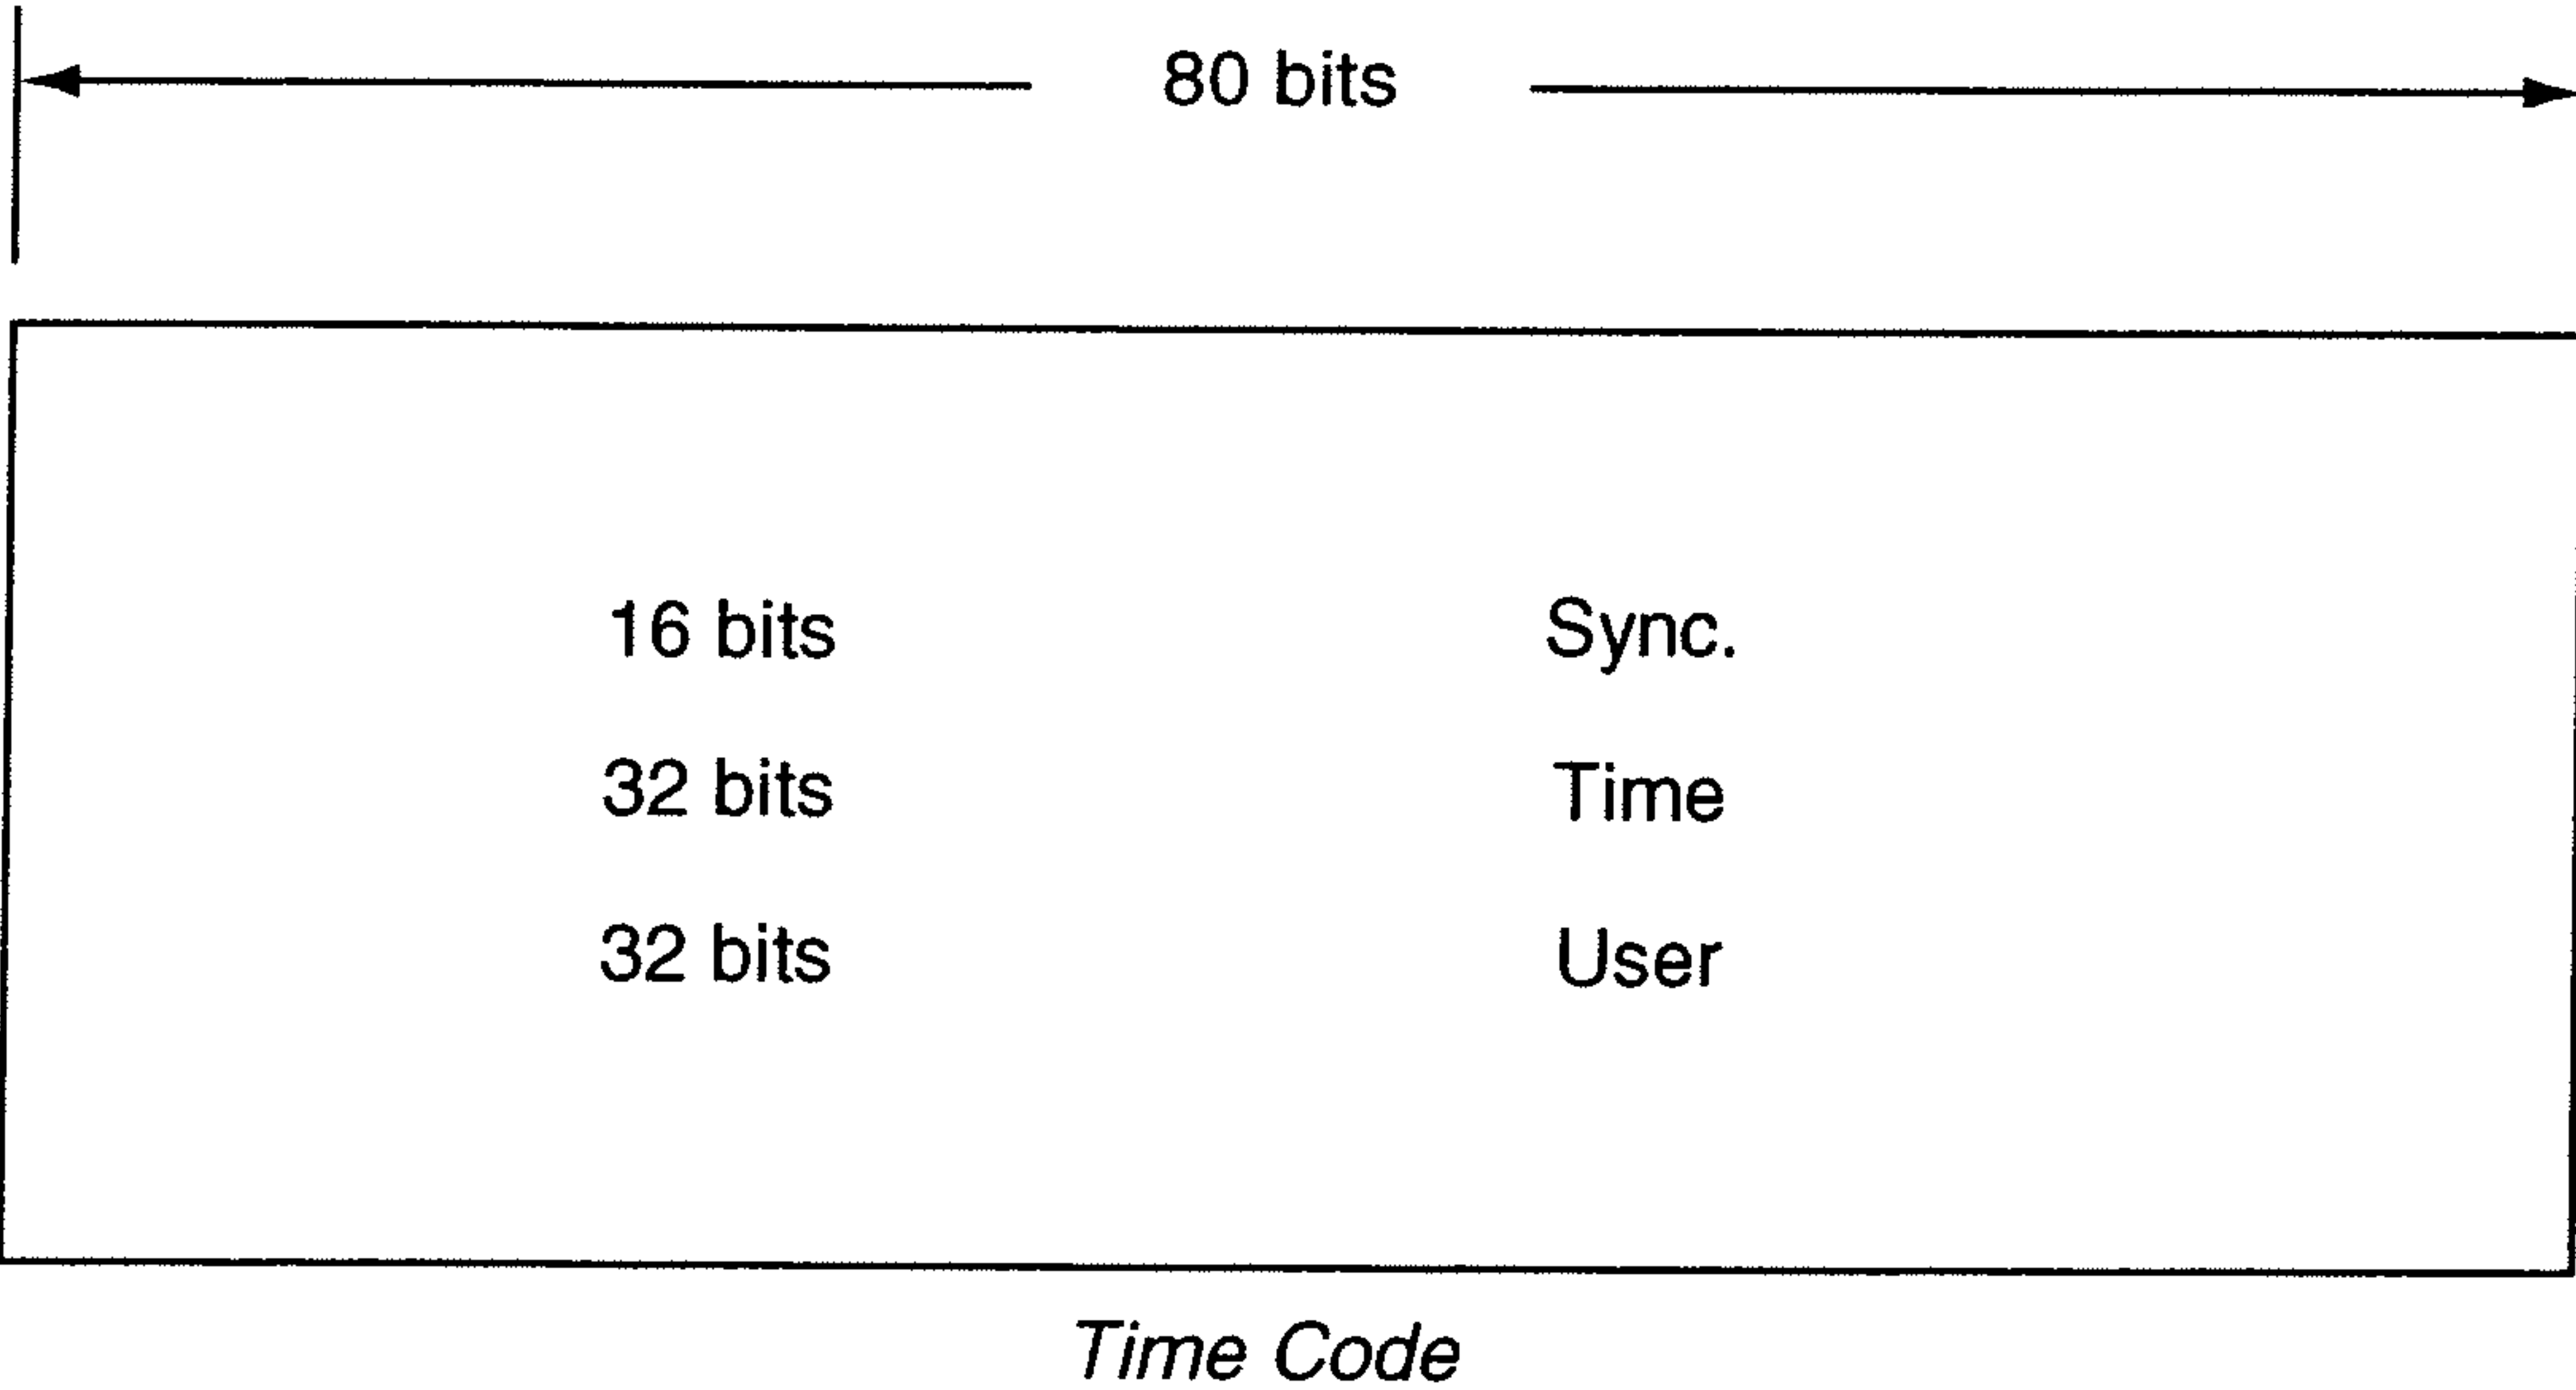 80 bits
16 bits Sync.
32 bits Time
32 bits User
Time Code